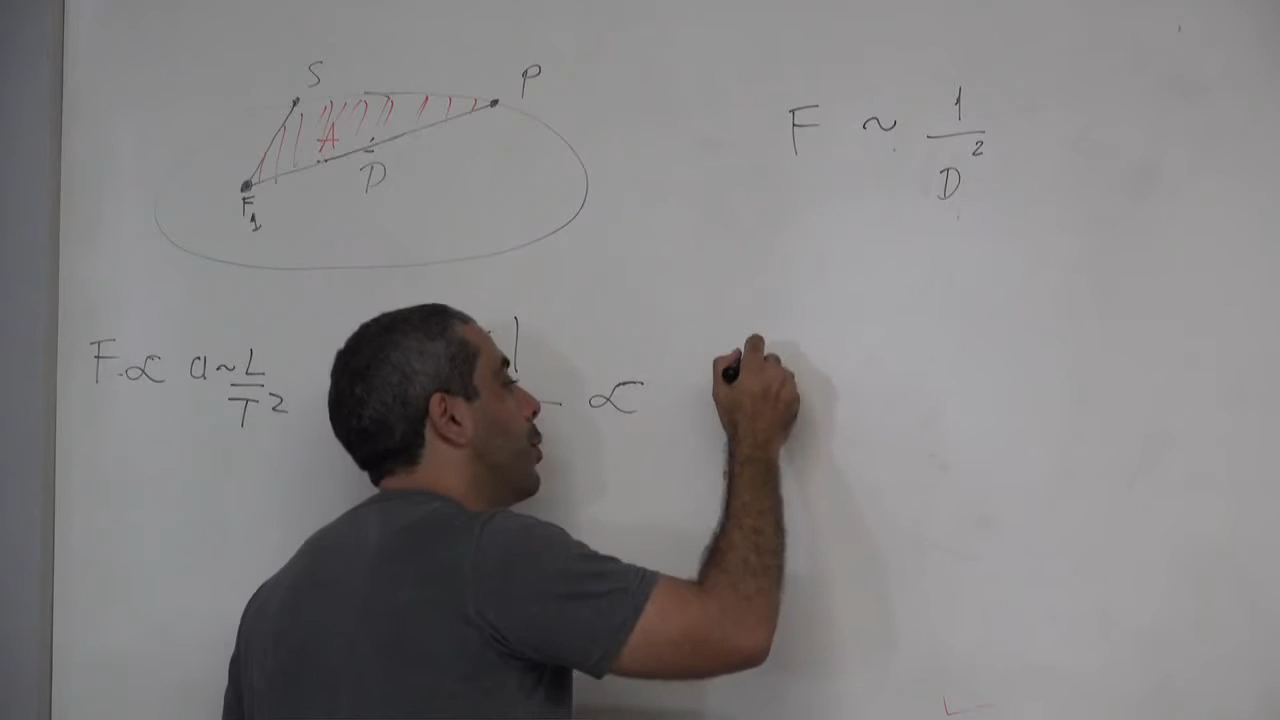 S P
A
D
F1
F ~ 1/D²
F ∝ a ~ L/T² ∝